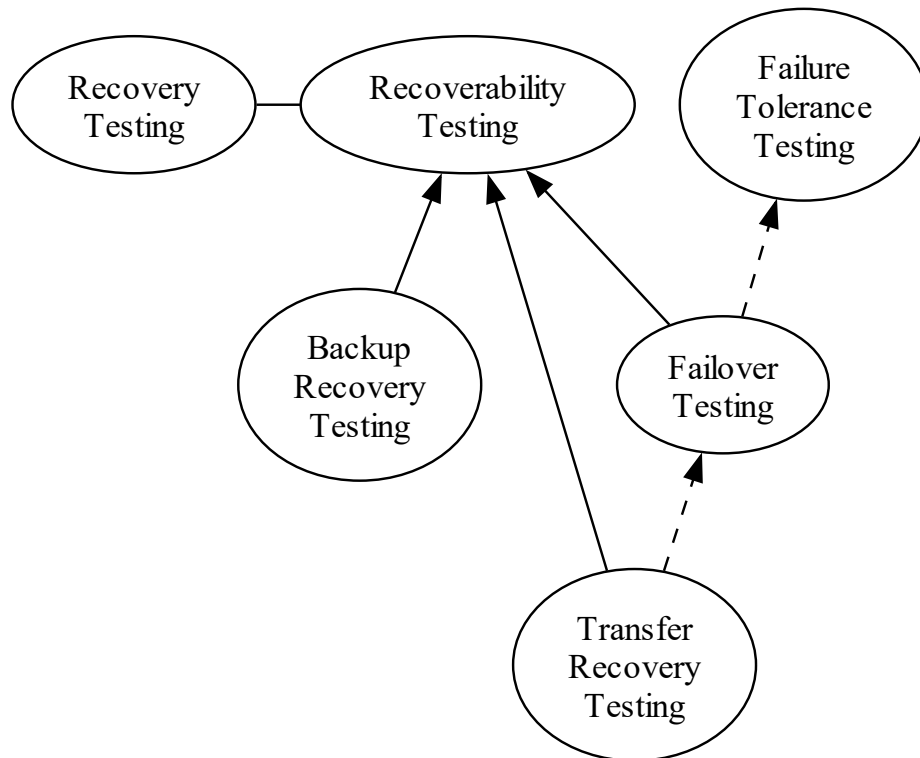 Recovery
Testing
Recoverability
Testing
Failure
Tolerance
Testing
Backup
Recovery
Testing
Failover
Testing
Transfer
Recovery
Testing